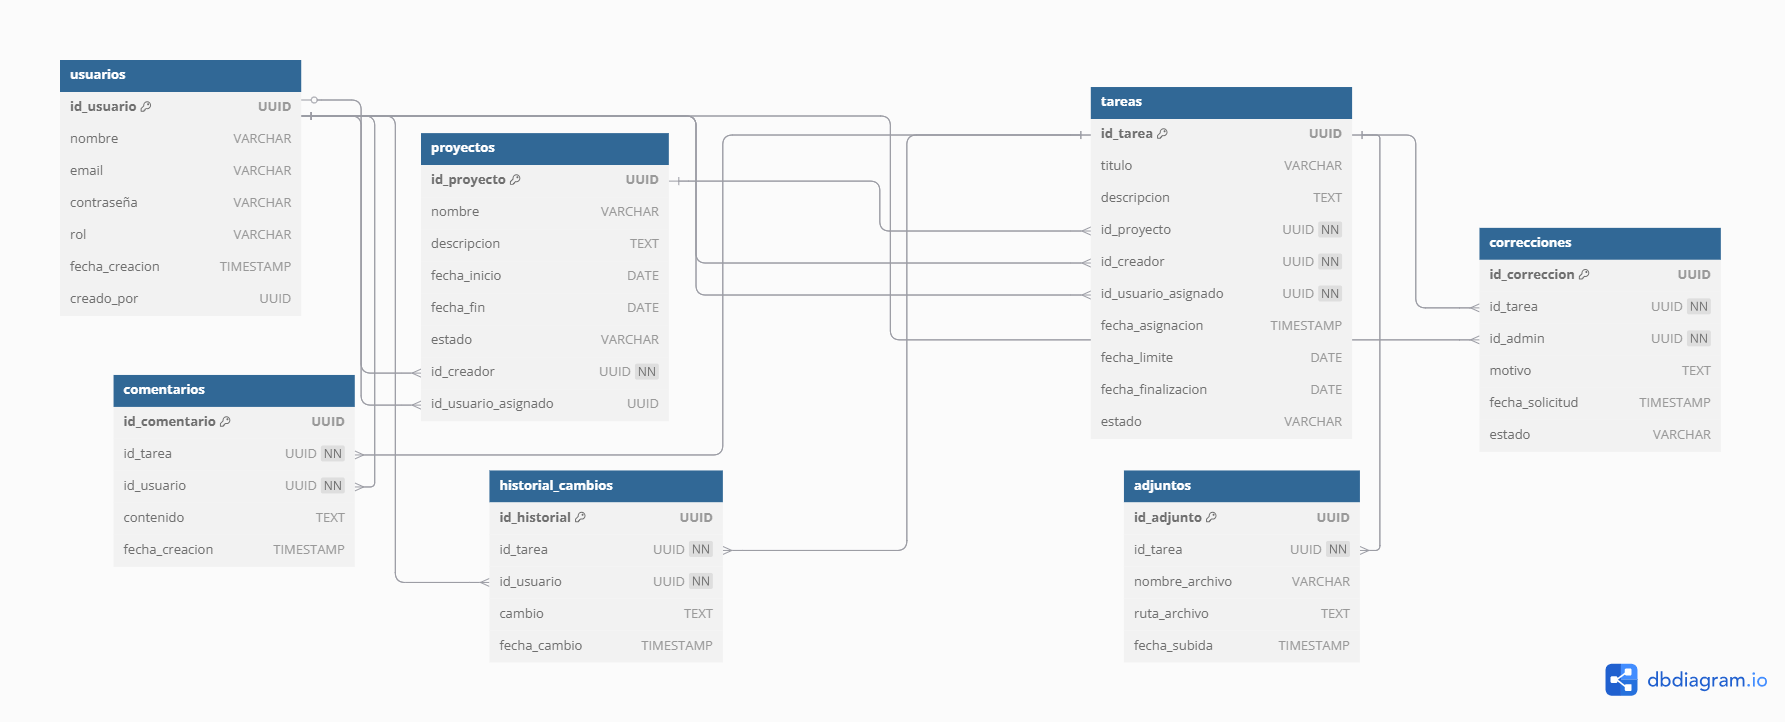 usuarios
id_usuario UUID
nombre VARCHAR
email VARCHAR
contraseña VARCHAR
rol VARCHAR
fecha_creacion TIMESTAMP
creado_por UUID
proyectos
id_proyecto UUID
nombre VARCHAR
descripcion TEXT
fecha_inicio DATE
fecha_fin DATE
estado VARCHAR
id_creador UUID NN
id_usuario_asignado UUID
tareas
id_tarea UUID
titulo VARCHAR
descripcion TEXT
id_proyecto UUID NN
id_creador UUID NN
id_usuario_asignado UUID NN
fecha_asignacion TIMESTAMP
fecha_limite DATE
fecha_finalizacion DATE
estado VARCHAR
correcciones
id_correccion UUID
id_tarea UUID NN
id_admin UUID NN
motivo TEXT
fecha_solicitud TIMESTAMP
estado VARCHAR
comentarios
id_comentario UUID
id_tarea UUID NN
id_usuario UUID NN
contenido TEXT
fecha_creacion TIMESTAMP
historial_cambios
id_historial UUID
id_tarea UUID NN
id_usuario UUID NN
cambio TEXT
fecha_cambio TIMESTAMP
adjuntos
id_adjunto UUID
id_tarea UUID NN
nombre_archivo VARCHAR
ruta_archivo TEXT
fecha_subida TIMESTAMP
dbdiagram.io